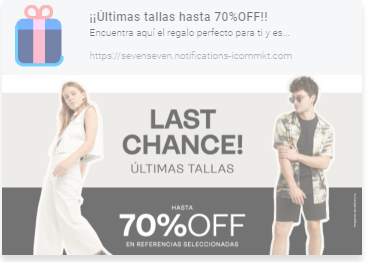 ¡¡Últimas tallas hasta 70%OFF!!
Encuentra aquí el regalo perfecto para ti y es...
https://sevenseven.notifications-icommkt.com
LAST
CHANCE!
ÚLTIMAS TALLAS
HASTA
70%OFF
EN REFERENCIAS SELECCIONADAS